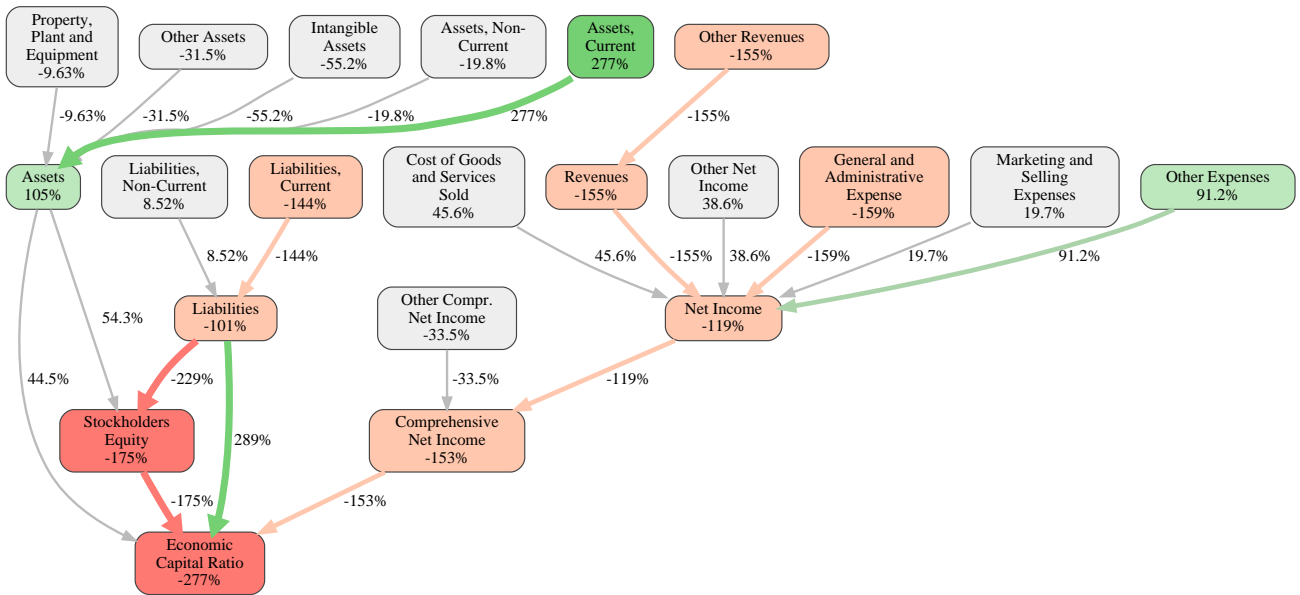 Property,
Plant and
Equipment
-9.63%
Other Assets
-31.5%
Intangible
Assets
-55.2%
Assets, Non-
Current
-19.8%
Assets,
Current
277%
Other Revenues
-155%
-9.63%
-31.5%
-55.2%
-19.8%
277%
-155%
Assets
105%
Liabilities,
Non-Current
8.52%
Liabilities,
Current
-144%
Cost of Goods
and Services
Sold
45.6%
Revenues
-155%
Other Net
Income
38.6%
General and
Administrative
Expense
-159%
Marketing and
Selling
Expenses
19.7%
Other Expenses
91.2%
8.52%
-144%
45.6%
-155%
38.6%
-159%
19.7%
91.2%
Liabilities
-101%
Other Compr.
Net Income
-33.5%
Net Income
-119%
54.3%
44.5%
-229%
289%
-33.5%
-119%
Stockholders
Equity
-175%
Comprehensive
Net Income
-153%
-175%
-153%
Economic
Capital Ratio
-277%